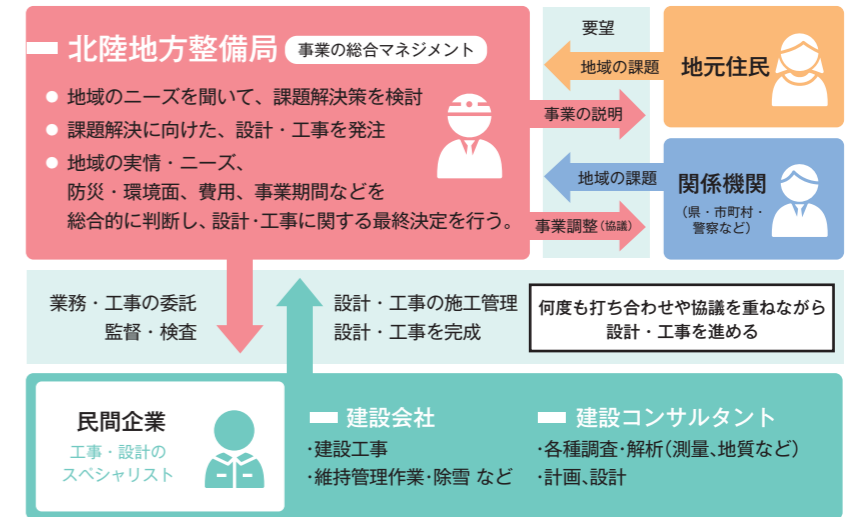 北陸地方整備局 事業の総合マネジメント
● 地域のニーズを聞いて、課題解決策を検討
● 課題解決に向けた、設計・工事を発注
● 地域の実情・ニーズ、
防災・環境面、費用、事業期間などを
総合的に判断し、設計・工事に関する最終決定を行う。
要望
地域の課題
事業の説明
地域の課題
事業調整(協議)
地元住民
関係機関
(県・市町村・
警察など)
業務・工事の委託
監督・検査
設計・工事の施工管理
設計・工事を完成
何度も打ち合わせや協議を重ねながら
設計・工事を進める
民間企業
工事・設計の
スペシャリスト
建設会社
・建設工事
・維持管理作業・除雪 など
建設コンサルタント
・各種調査・解析(測量、地質など)
・計画、設計